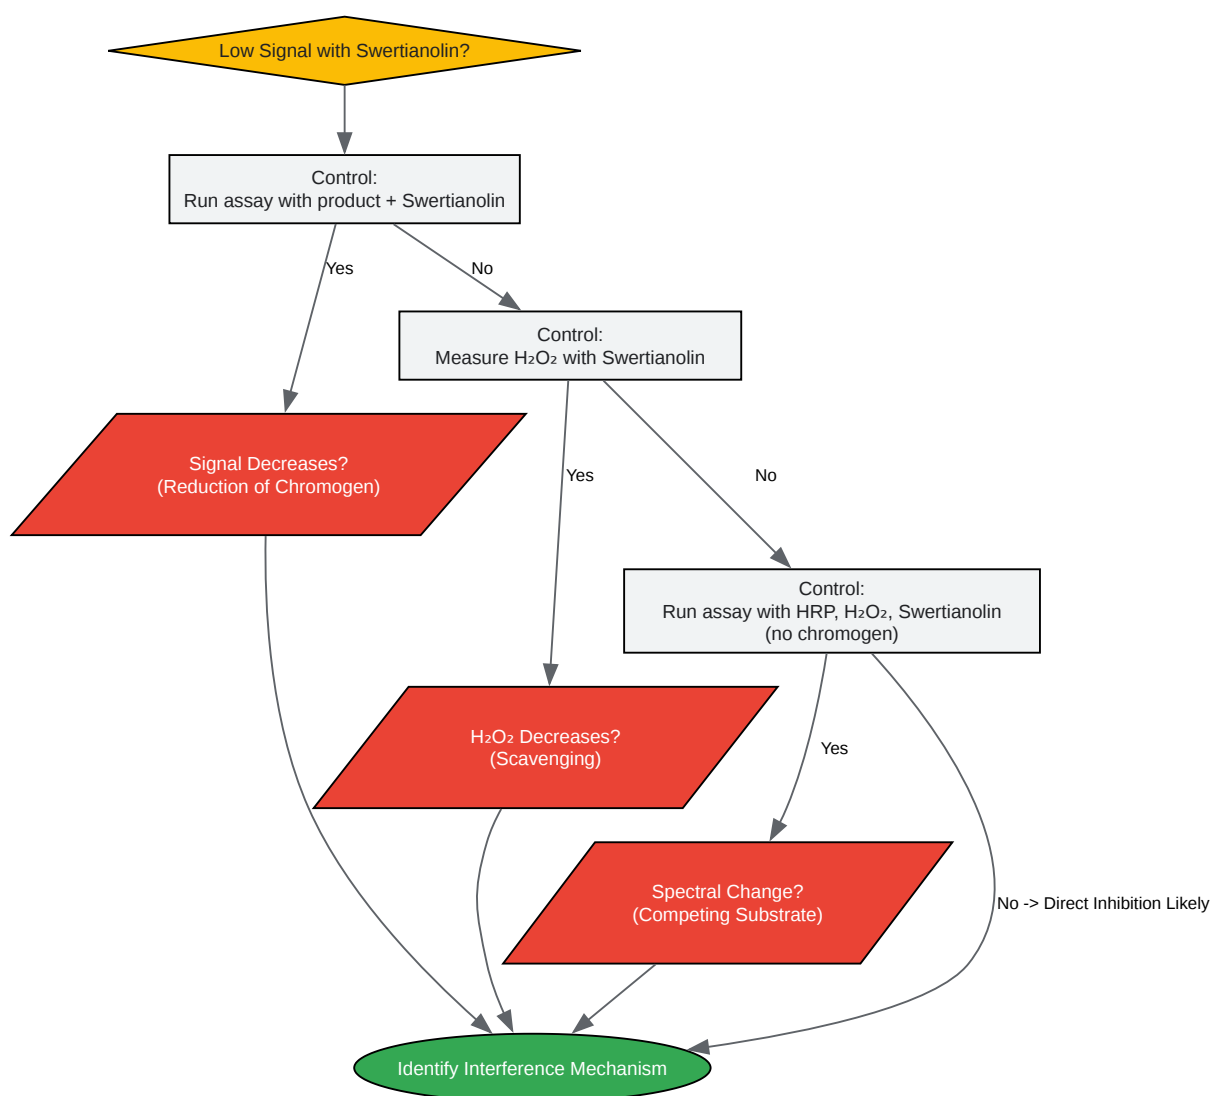 Low Signal with Swertianolin?
Control:
Run assay with product + Swertianolin
Yes
No
Control:
Measure H₂O₂ with Swertianolin
Signal Decreases?
(Reduction of Chromogen)
Yes
No
Control:
Run assay with HRP, H₂O₂, Swertianolin
(no chromogen)
H₂O₂ Decreases?
(Scavenging)
Yes
Spectral Change?
(Competing Substrate)
No -> Direct Inhibition Likely
Identify Interference Mechanism